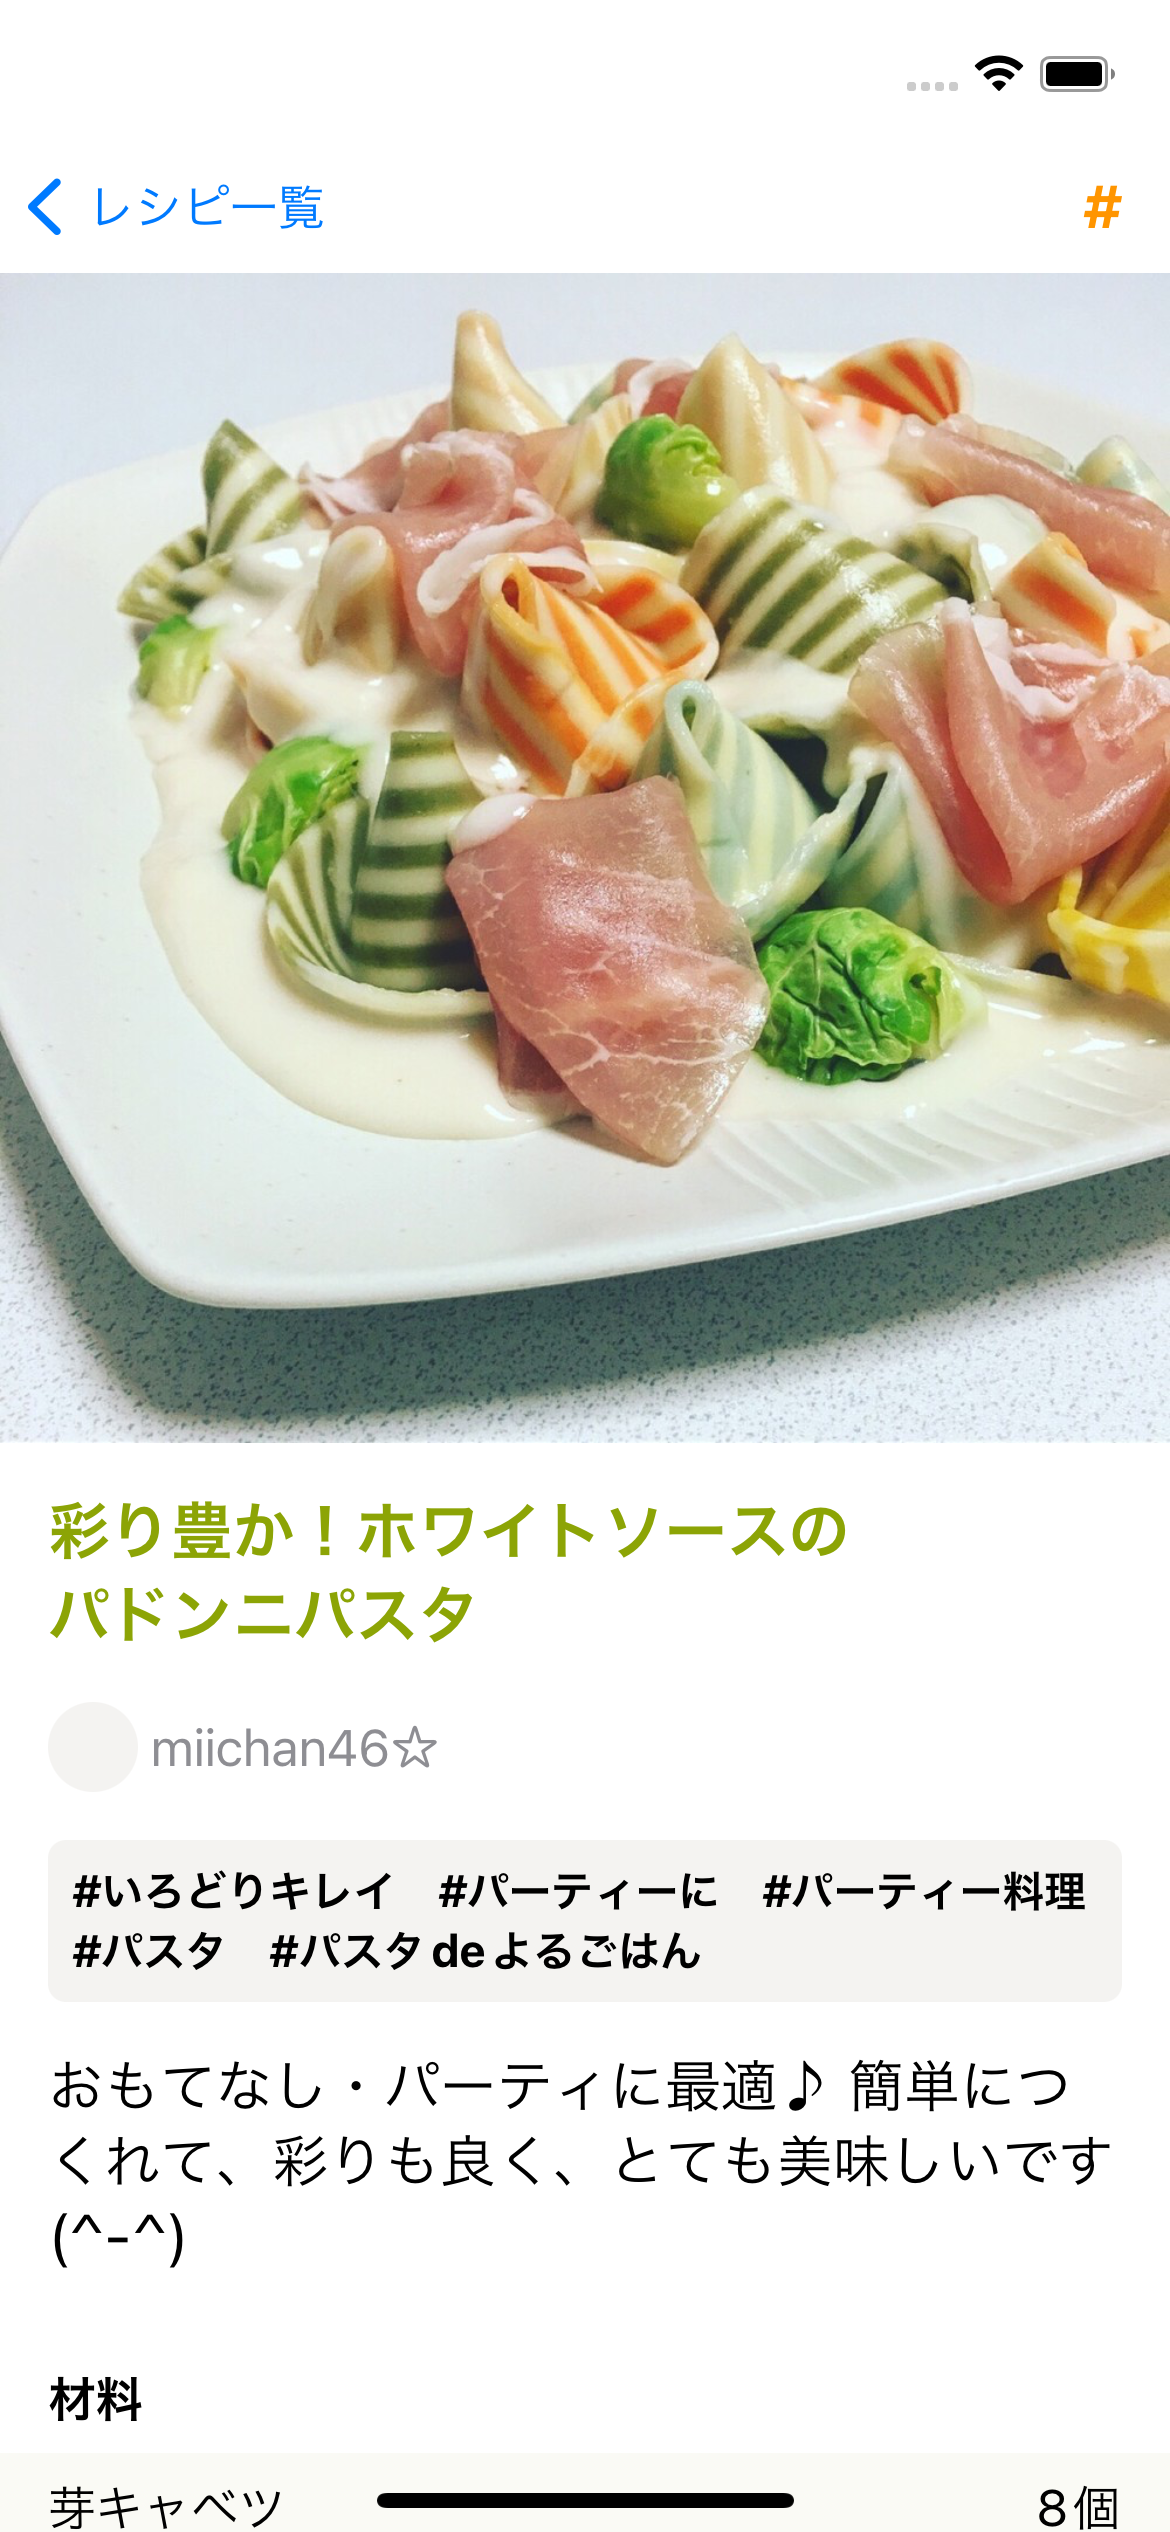 レシピ一覧
#
彩り豊か！ホワイトソースの
パドンニパスタ
miichan46☆
#いろどりキレイ　#パーティーに　#パーティー料理
#パスタ　#パスタdeよるごはん
おもてなし・パーティに最適♪ 簡単につ
くれて、彩りも良く、とても美味しいです
(^-^)
材料
芽キャベツ 8個